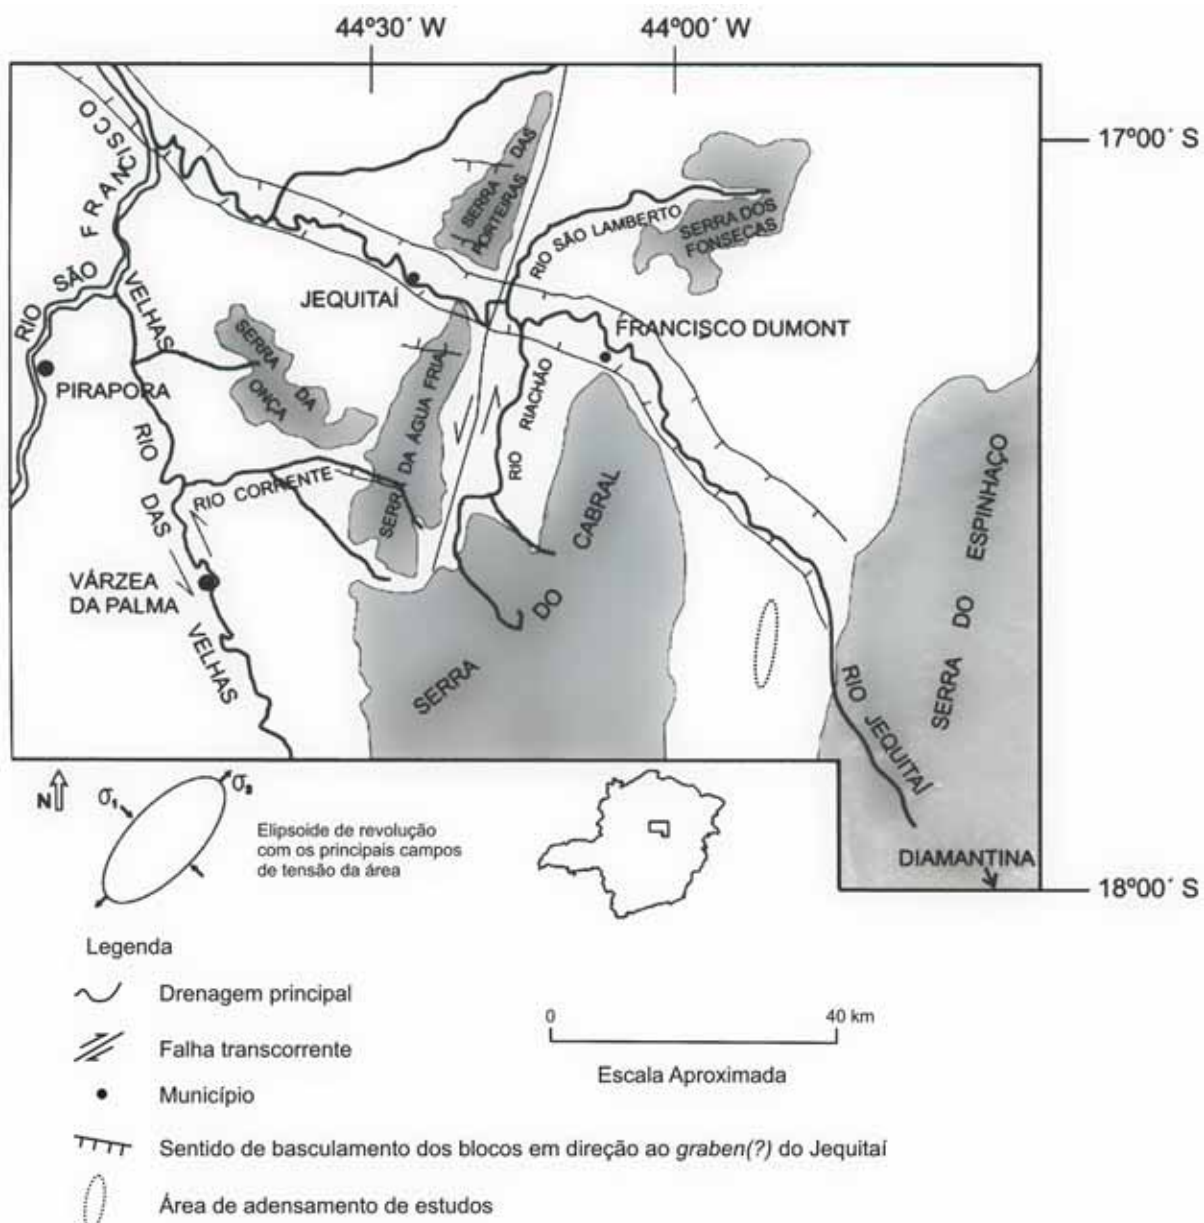 44º30´ W
44º00´ W
17º00´ S
RIO SÃO FRANCISCO
SERRA DAS
PORTEIRAS
RIO SÃO LAMBERTO
SERRA DOS
FONSECAS
JEQUITAÍ
FRANCISCO DUMONT
VELHAS
SERRA DA
ONÇA
PIRAPORA
SERRA DA ÁGUA FRIA
RIO RIACHÃO
RIO CORRENTE
RIO DAS VELHAS
SERRA DO CABRAL
SERRA DO ESPINHAÇO
VÁRZEA
DA PALMA
RIO JEQUITAÍ
DIAMANTINA
18º00´ S
N
σ1
σ3
Elipsoide de revolução
com os principais campos
de tensão da área
Legenda
Drenagem principal
Falha transcorrente
Município
Sentido de basculamento dos blocos em direção ao graben(?) do Jequitaí
Área de adensamento de estudos
0 40 km
Escala Aproximada